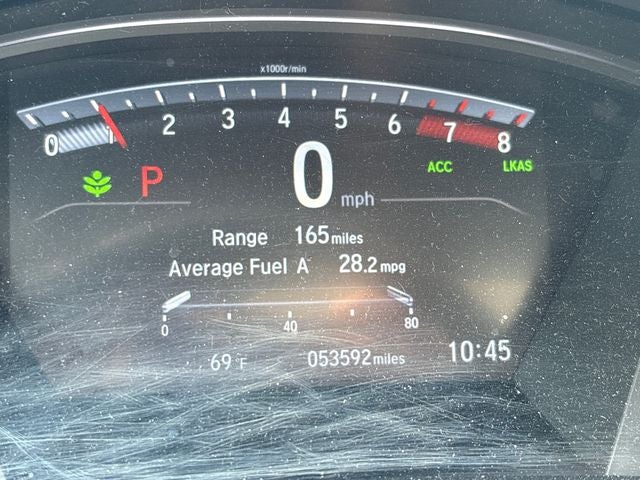 x1000r/min
0 1 2 3 4 5 6 7 8
P 0 mph ACC LKAS
Range 165 miles
Average Fuel A 28.2 mpg
0 40 80
69 °F 053592 miles 10:45